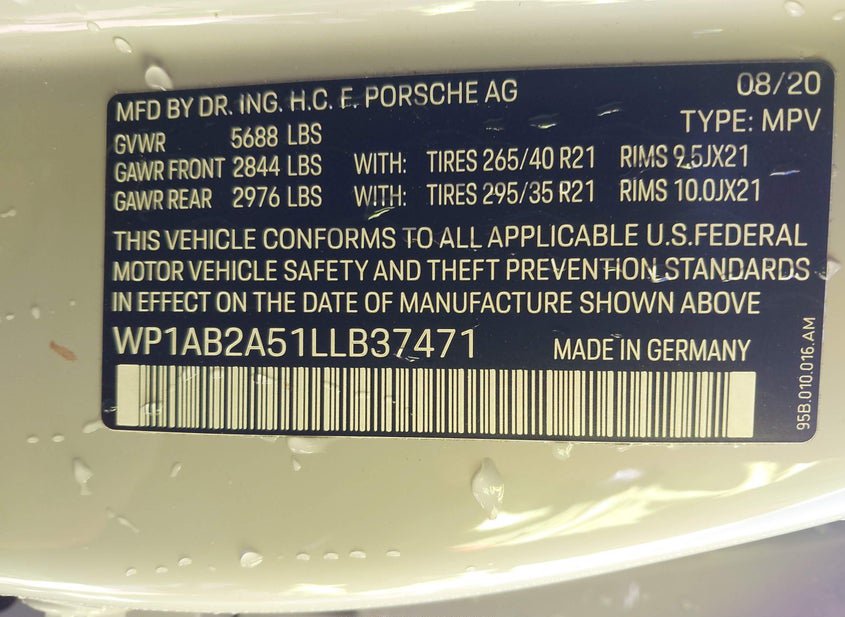 MFD BY DR. ING. H.C. F. PORSCHE AG 08/20
TYPE: MPV
GVWR 5688 LBS
GAWR FRONT 2844 LBS WITH: TIRES 265/40 R21 RIMS 9.5JX21
GAWR REAR 2976 LBS WITH: TIRES 295/35 R21 RIMS 10.0JX21
THIS VEHICLE CONFORMS TO ALL APPLICABLE U.S.FEDERAL
MOTOR VEHICLE SAFETY AND THEFT PREVENTION STANDARDS
IN EFFECT ON THE DATE OF MANUFACTURE SHOWN ABOVE
WP1AB2A51LLB37471 MADE IN GERMANY
95B.010.016.AM